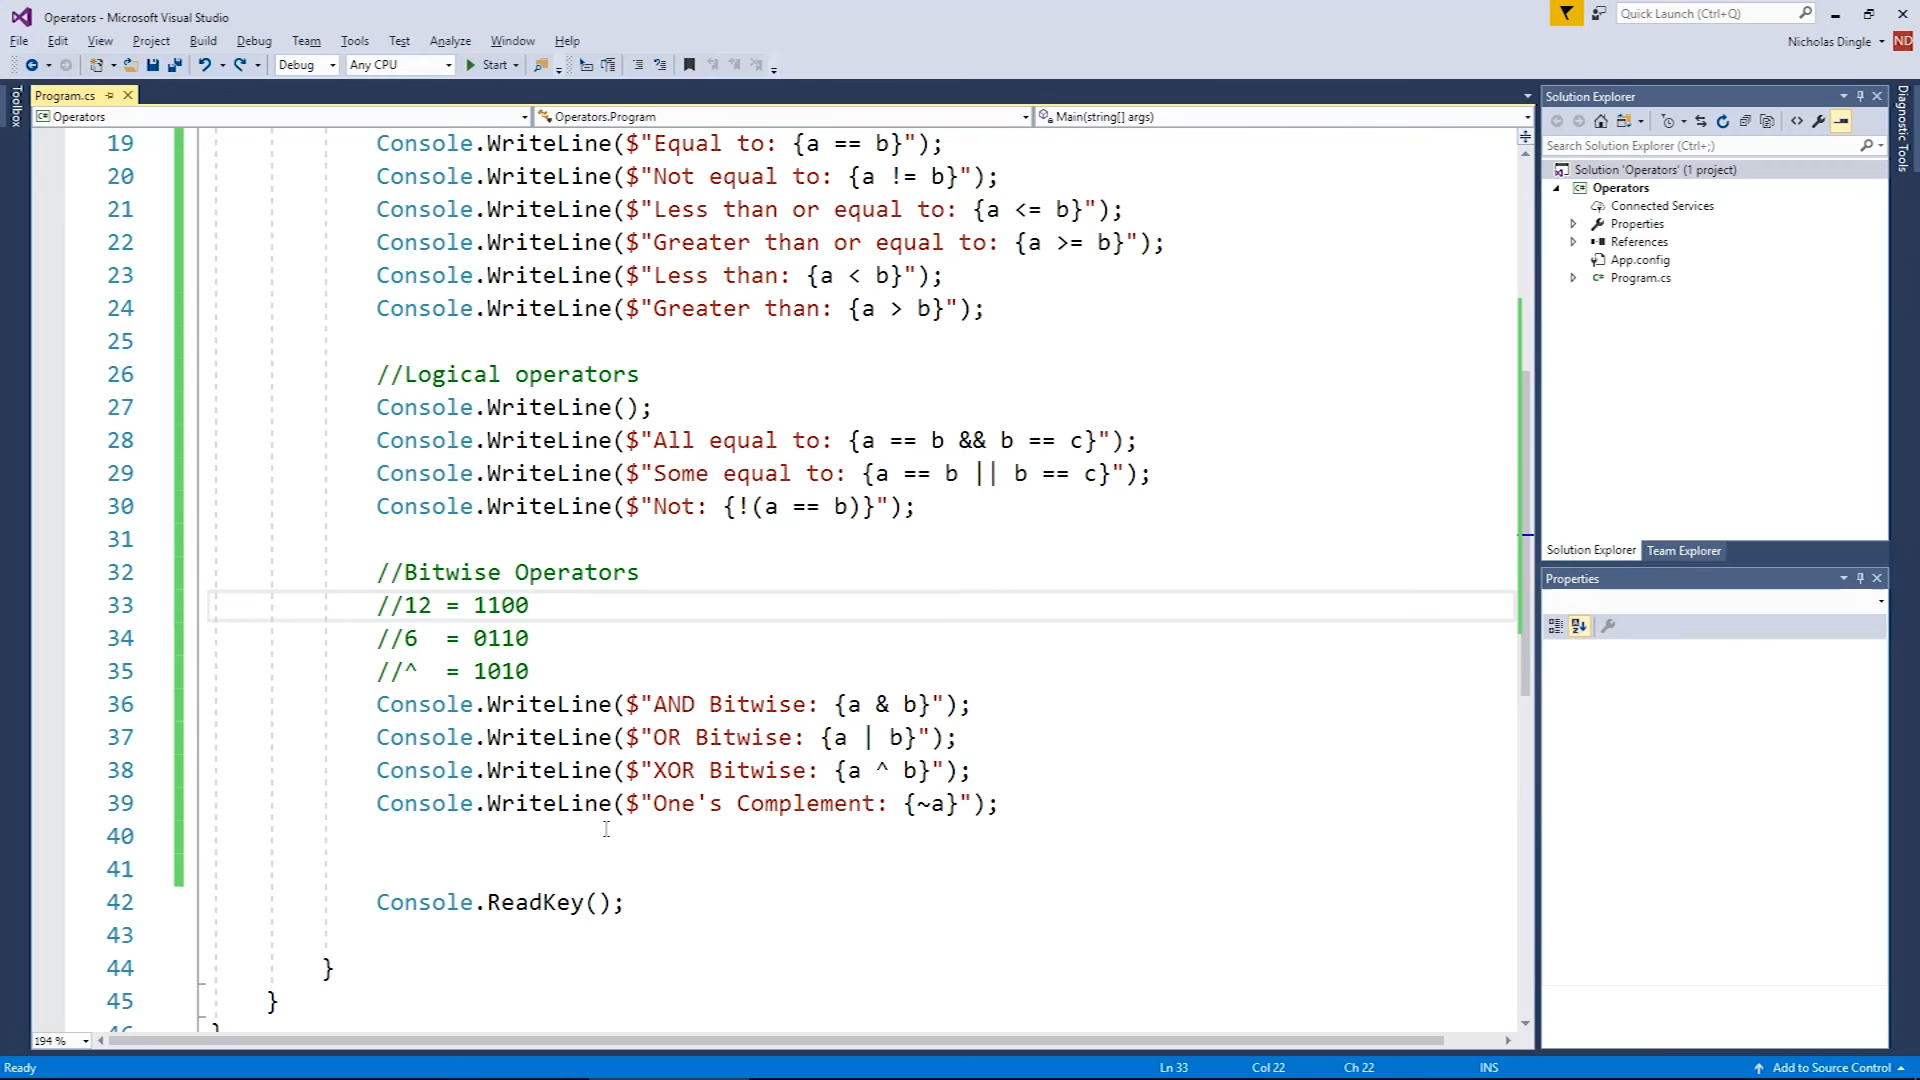 Operators - Microsoft Visual Studio
Quick Launch (Ctrl+Q)
File Edit View Project Build Debug Team Tools Test Analyze Window Help
Nicholas Dingle
ND
Debug
Any CPU
Start
Toolbox
Program.cs
Operators
Operators.Program
Main(string[] args)
19 Console.WriteLine($"Equal to: {a == b}");
20 Console.WriteLine($"Not equal to: {a != b}");
21 Console.WriteLine($"Less than or equal to: {a <= b}");
22 Console.WriteLine($"Greater than or equal to: {a >= b}");
23 Console.WriteLine($"Less than: {a < b}");
24 Console.WriteLine($"Greater than: {a > b}");
25
26 //Logical operators
27 Console.WriteLine();
28 Console.WriteLine($"All equal to: {a == b && b == c}");
29 Console.WriteLine($"Some equal to: {a == b || b == c}");
30 Console.WriteLine($"Not: {!(a == b)}");
31
32 //Bitwise Operators
33 //12 = 1100
34 //6  = 0110
35 //^  = 1010
36 Console.WriteLine($"AND Bitwise: {a & b}");
37 Console.WriteLine($"OR Bitwise: {a | b}");
38 Console.WriteLine($"XOR Bitwise: {a ^ b}");
39 Console.WriteLine($"One's Complement: {~a}");
40
41
42 Console.ReadKey();
43
44 }
45 }
46 }
194 %
Solution Explorer
Search Solution Explorer (Ctrl+;)
Solution 'Operators' (1 project)
Operators
Connected Services
Properties
References
App.config
Program.cs
Solution Explorer Team Explorer
Properties
Diagnostic Tools
Ready
Ln 33
Col 22
Ch 22
INS
Add to Source Control